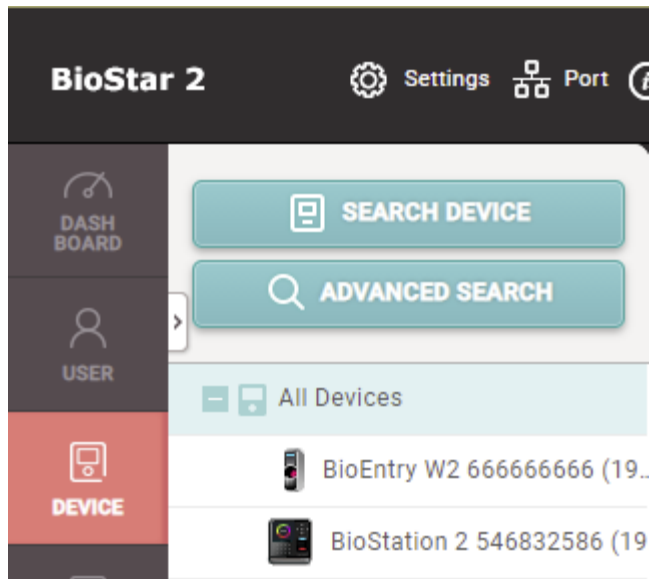 BioStar 2
Settings
Port
DASH
BOARD
SEARCH DEVICE
ADVANCED SEARCH
USER
All Devices
DEVICE
BioEntry W2 666666666 (19...
BioStation 2 546832586 (19